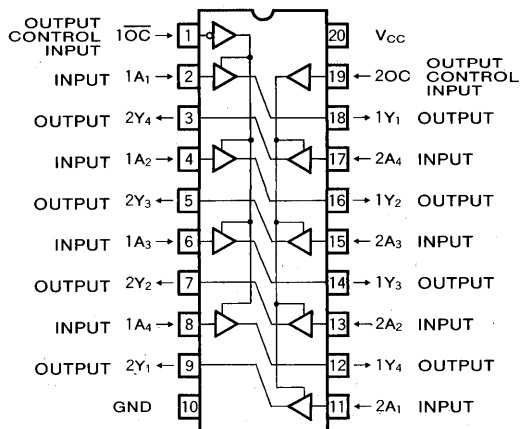 OUTPUT
CONTROL
INPUT
1OC
1
20
VCC
INPUT 1A1
2
19
2OC
OUTPUT
CONTROL
INPUT
OUTPUT 2Y4
3
18
1Y1 OUTPUT
INPUT 1A2
4
17
2A4 INPUT
OUTPUT 2Y3
5
16
1Y2 OUTPUT
INPUT 1A3
6
15
2A3 INPUT
OUTPUT 2Y2
7
14
1Y3 OUTPUT
INPUT 1A4
8
13
2A2 INPUT
OUTPUT 2Y1
9
12
1Y4 OUTPUT
GND
10
11
2A1 INPUT